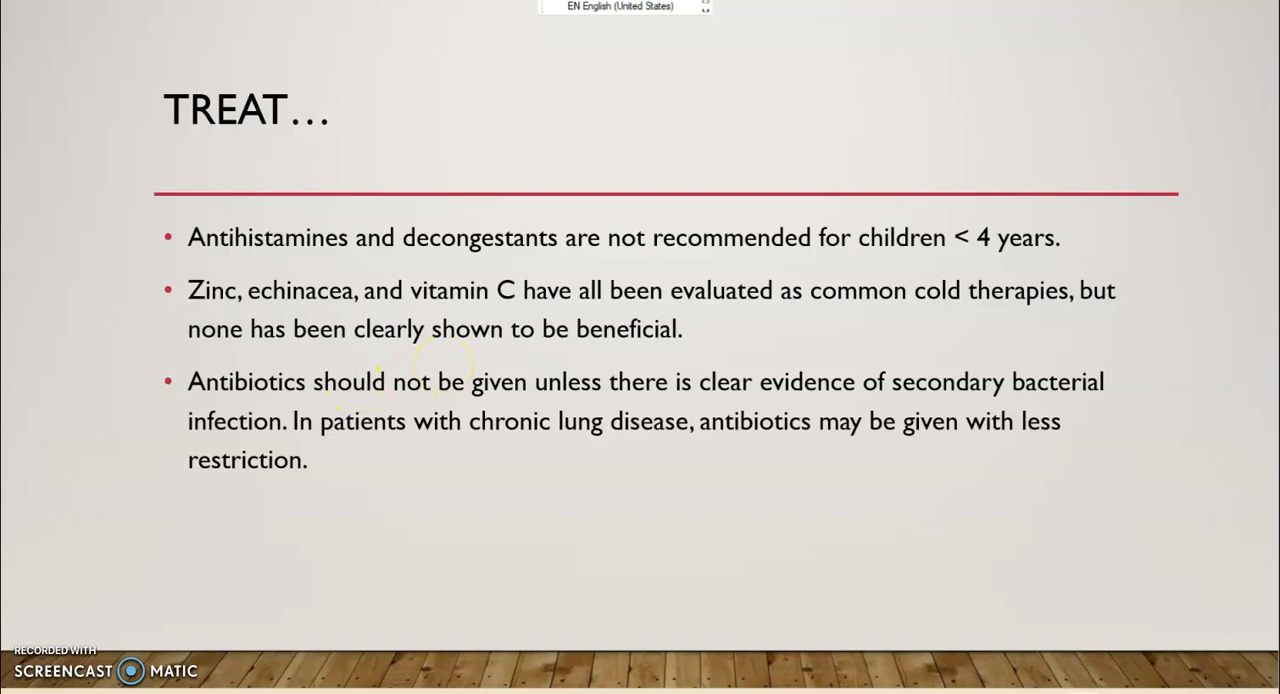 EN English (United States)
TREAT...
• Antihistamines and decongestants are not recommended for children < 4 years.
• Zinc, echinacea, and vitamin C have all been evaluated as common cold therapies, but
none has been clearly shown to be beneficial.
• Antibiotics should not be given unless there is clear evidence of secondary bacterial
infection. In patients with chronic lung disease, antibiotics may be given with less
restriction.
RECORDED WITH
SCREENCAST MATIC